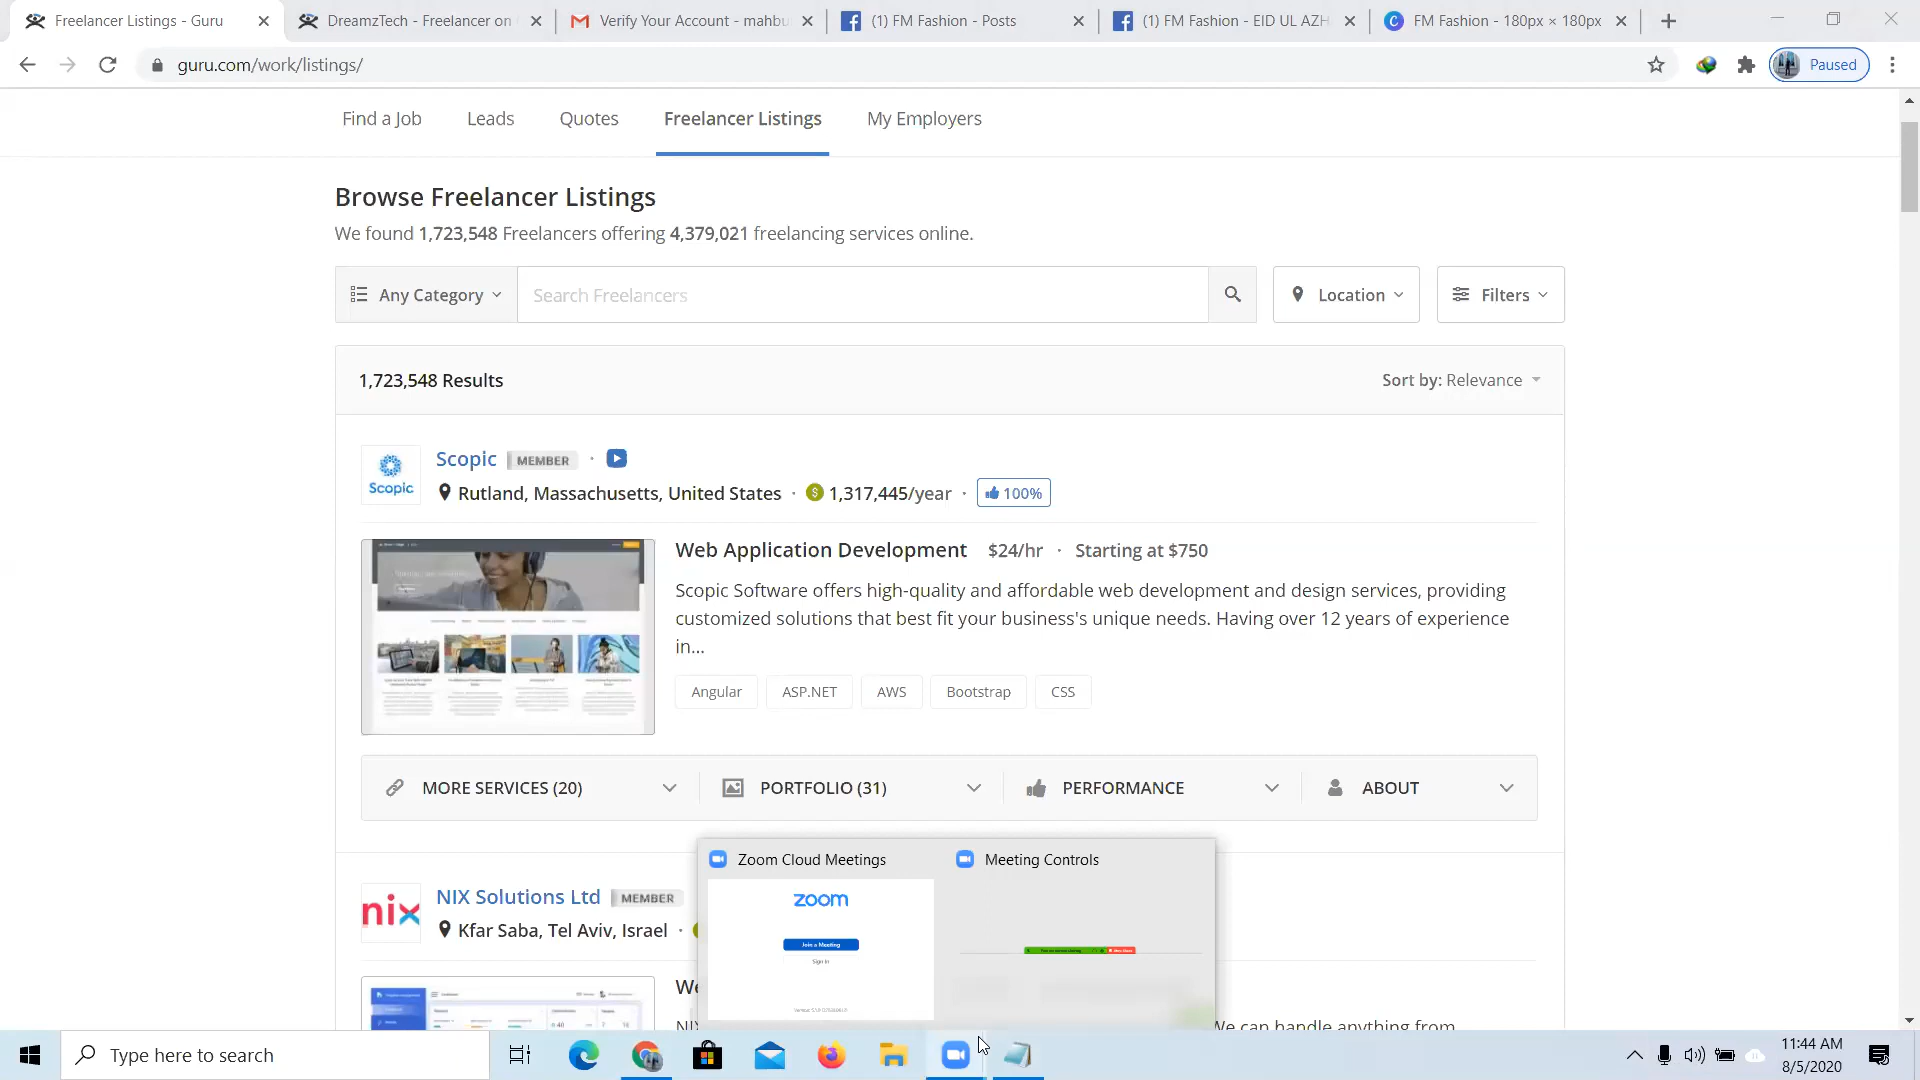 Freelancer Listings - Guru
DreamzTech - Freelancer on
Verify Your Account - mahbu
(1) FM Fashion - Posts
(1) FM Fashion - EID UL AZH
FM Fashion - 180px × 180px
guru.com/work/listings/
Paused
Find a Job
Leads
Quotes
Freelancer Listings
My Employers
Browse Freelancer Listings
We found 1,723,548 Freelancers offering 4,379,021 freelancing services online.
Any Category
Search Freelancers
Location
Filters
1,723,548 Results
Sort by: Relevance
Scopic
Scopic MEMBER
Rutland, Massachusetts, United States · $ 1,317,445/year · 100%
Web Application Development $24/hr · Starting at $750
Scopic Software offers high-quality and affordable web development and design services, providing
customized solutions that best fit your business's unique needs. Having over 12 years of experience
in...
Angular
ASP.NET
AWS
Bootstrap
CSS
MORE SERVICES (20)
PORTFOLIO (31)
PERFORMANCE
ABOUT
Zoom Cloud Meetings
Meeting Controls
zoom
Join a Meeting
Sign In
nix
NIX Solutions Ltd MEMBER
Kfar Saba, Tel Aviv, Israel ·
We
We can handle anything from
Type here to search
11:44 AM
8/5/2020